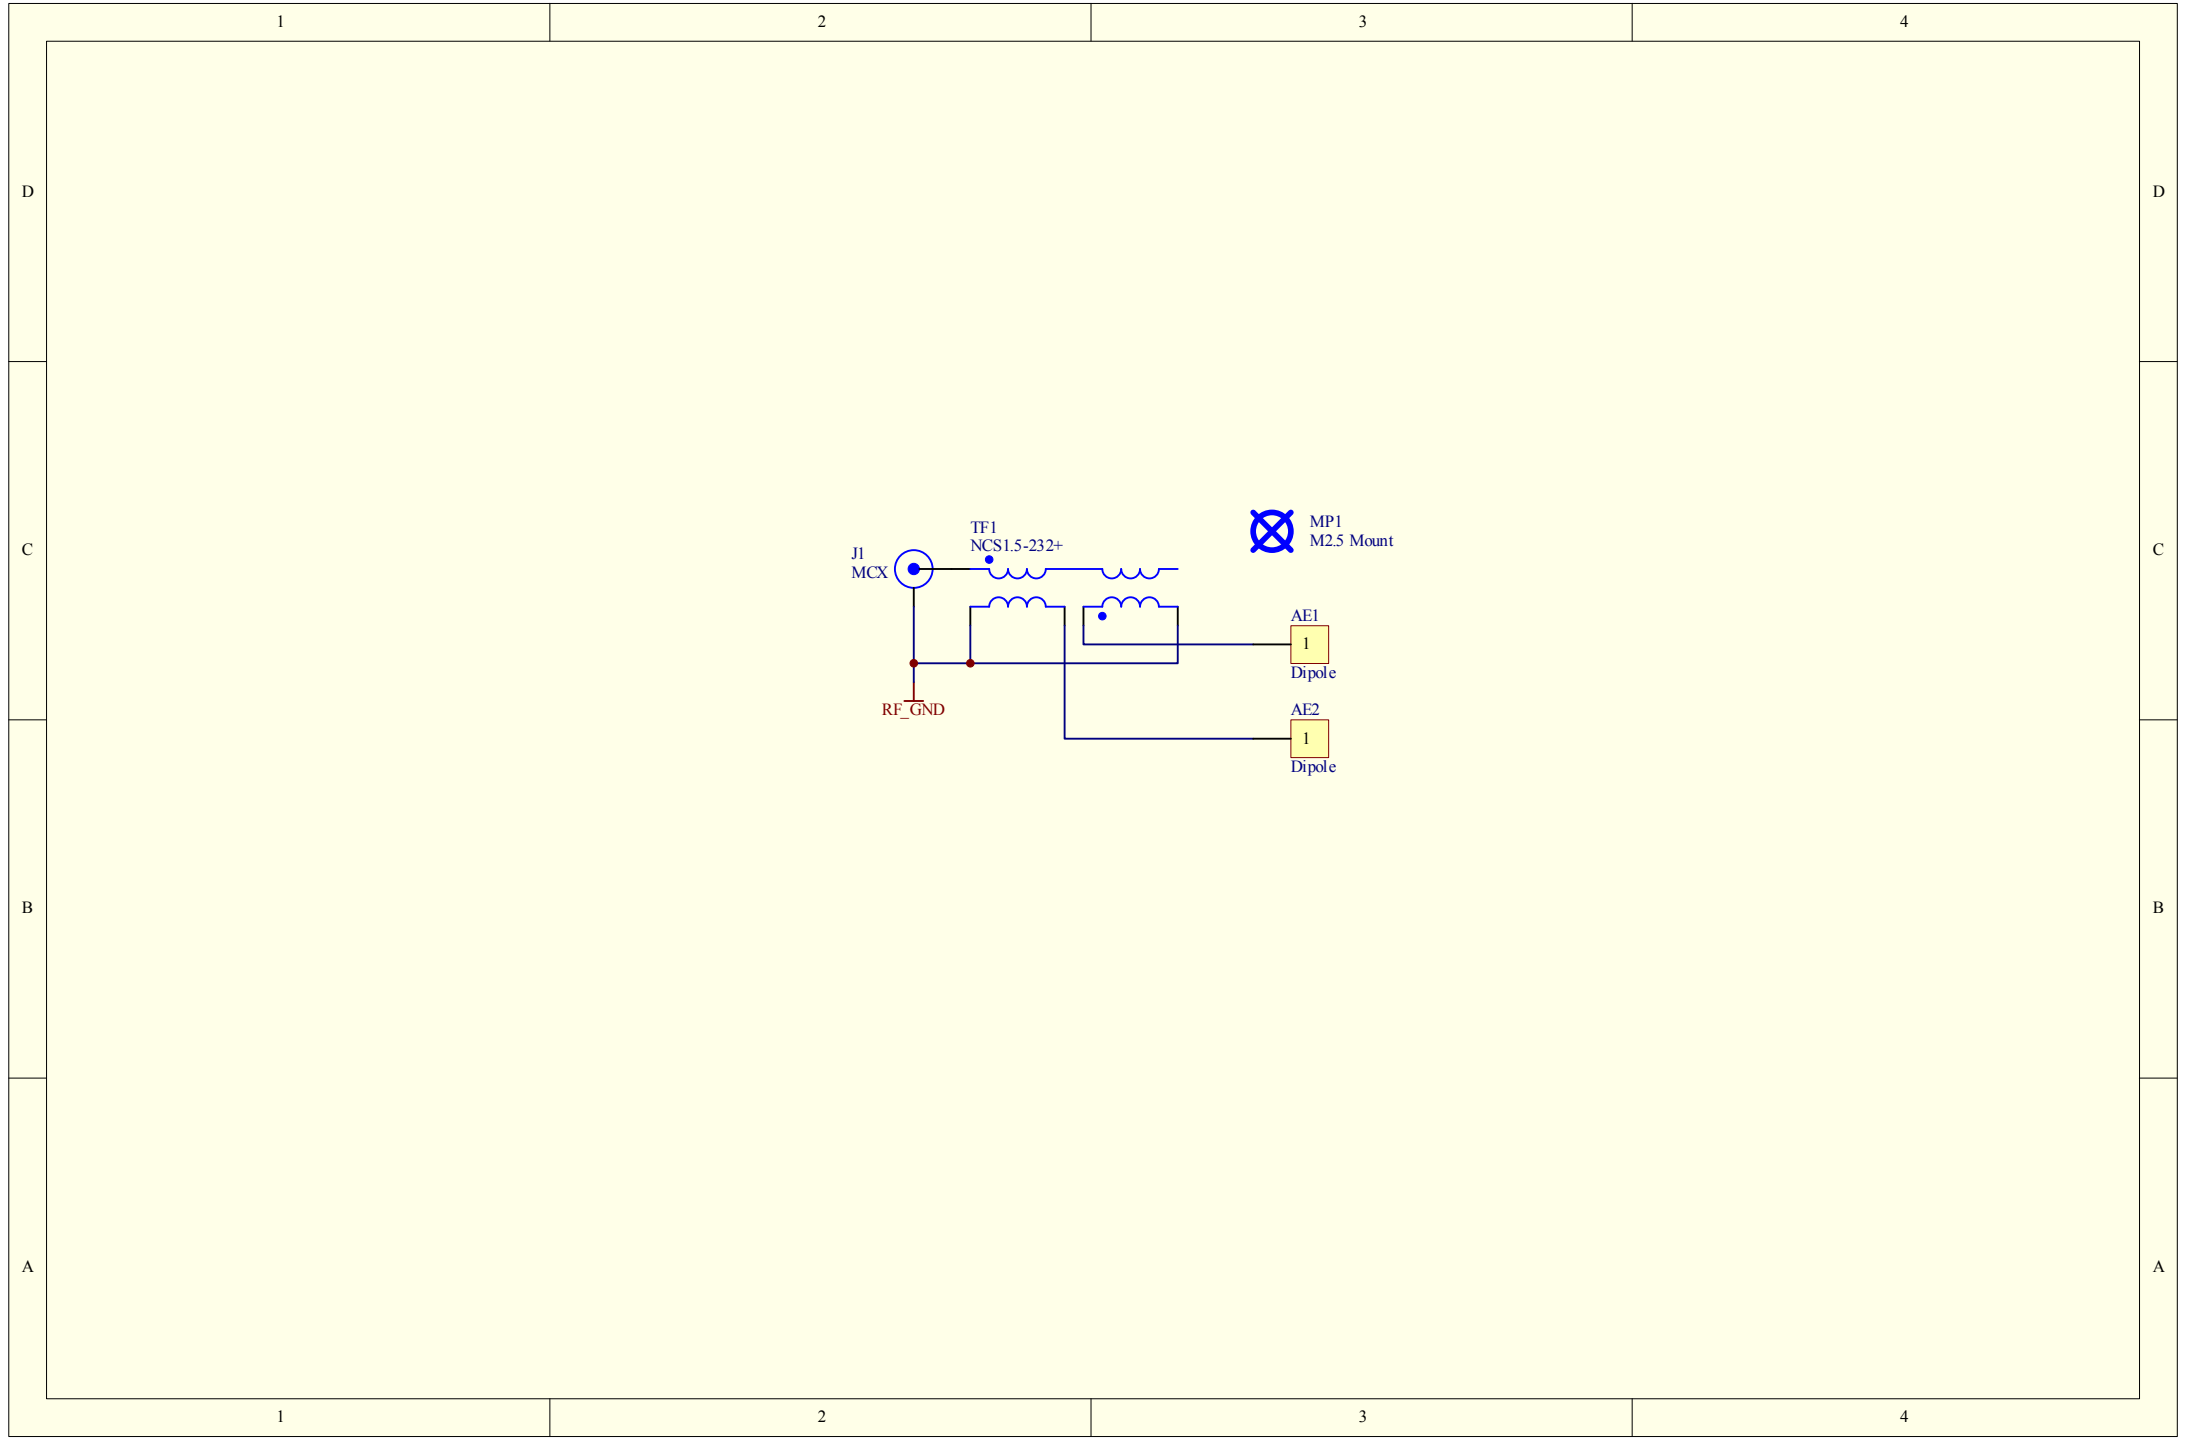 1 2 3 4
D D
TF1
NCS1.5-232+
MP1
M2.5 Mount
C C
J1
MCX
AE1
1
Dipole
RF_GND
AE2
1
Dipole
B B
A A
1 2 3 4